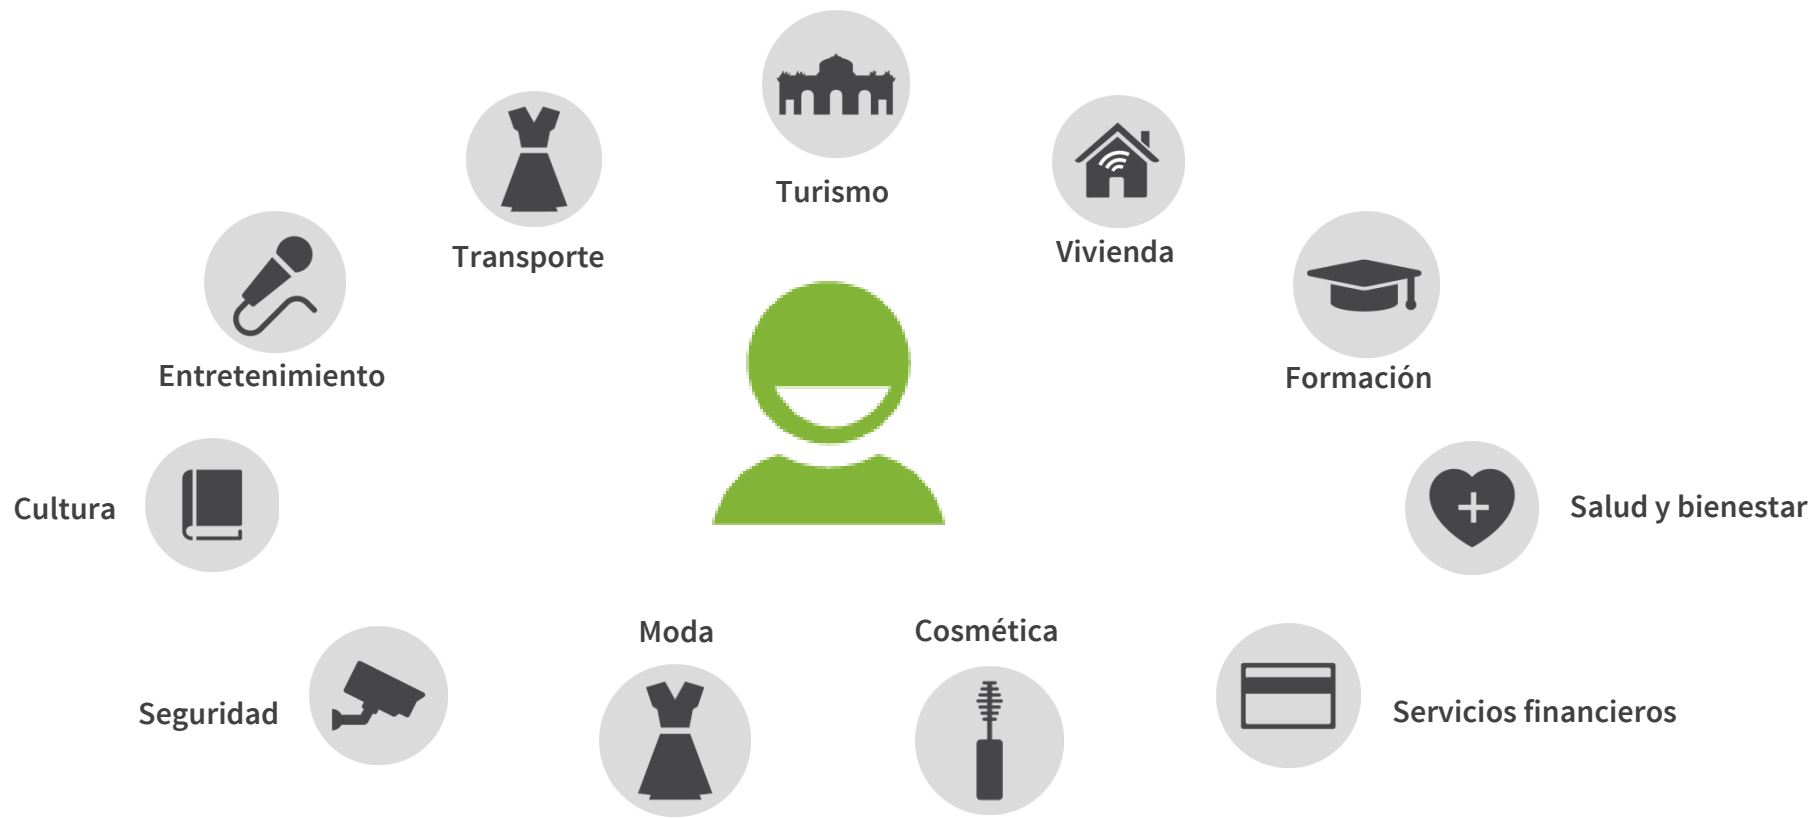 Turismo
Transporte
Vivienda
Entretenimiento
Formación
Cultura
Salud y bienestar
Moda
Cosmética
Seguridad
Servicios financieros